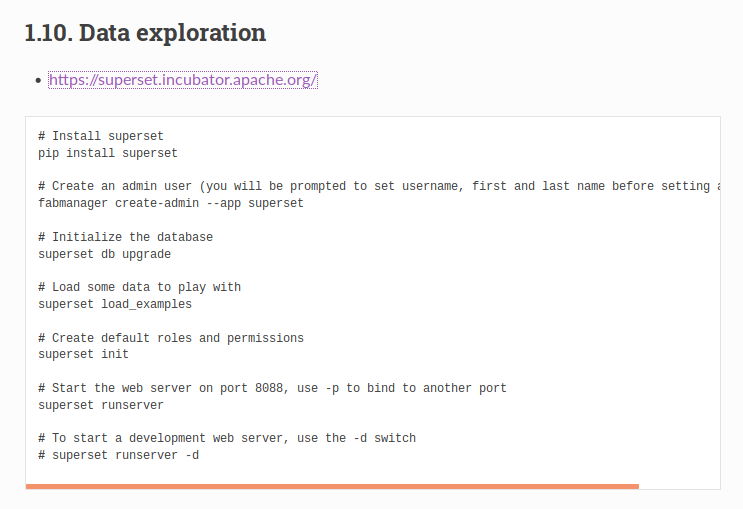 1.10. Data exploration
https://superset.incubator.apache.org/
# Install superset
pip install superset
# Create an admin user (you will be prompted to set username, first and last name before setting a
fabmanager create-admin --app superset
# Initialize the database
superset db upgrade
# Load some data to play with
superset load_examples
# Create default roles and permissions
superset init
# Start the web server on port 8088, use -p to bind to another port
superset runserver
# To start a development web server, use the -d switch
# superset runserver -d